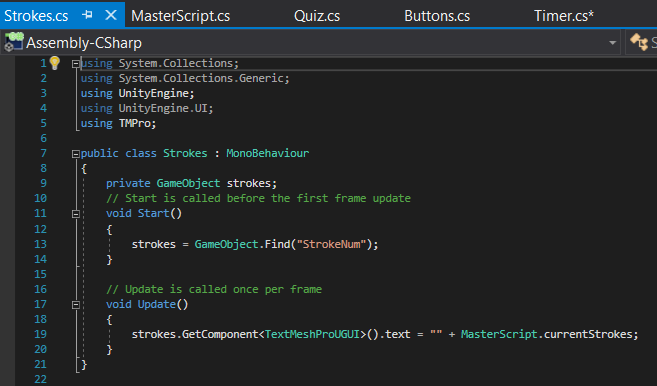 Strokes.cs MasterScript.cs Quiz.cs Buttons.cs Timer.cs*
Assembly-CSharp S
1 using System.Collections;
2 using System.Collections.Generic;
3 using UnityEngine;
4 using UnityEngine.UI;
5 using TMPro;
6
7 public class Strokes : MonoBehaviour
8 {
9 private GameObject strokes;
10 // Start is called before the first frame update
11 void Start()
12 {
13 strokes = GameObject.Find("StrokeNum");
14 }
15
16 // Update is called once per frame
17 void Update()
18 {
19 strokes.GetComponent<TextMeshProUGUI>().text = "" + MasterScript.currentStrokes;
20 }
21 }
22